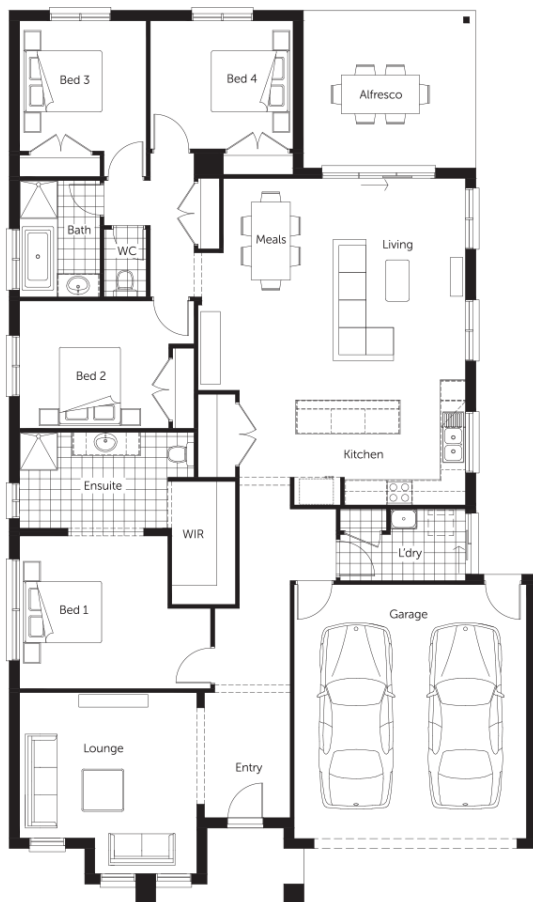 Bed 3
Bed 4
Alfresco
Bath
WC
Meals
Living
Bed 2
Kitchen
Ensuite
WIR
L'dry
Bed 1
Garage
Lounge
Entry